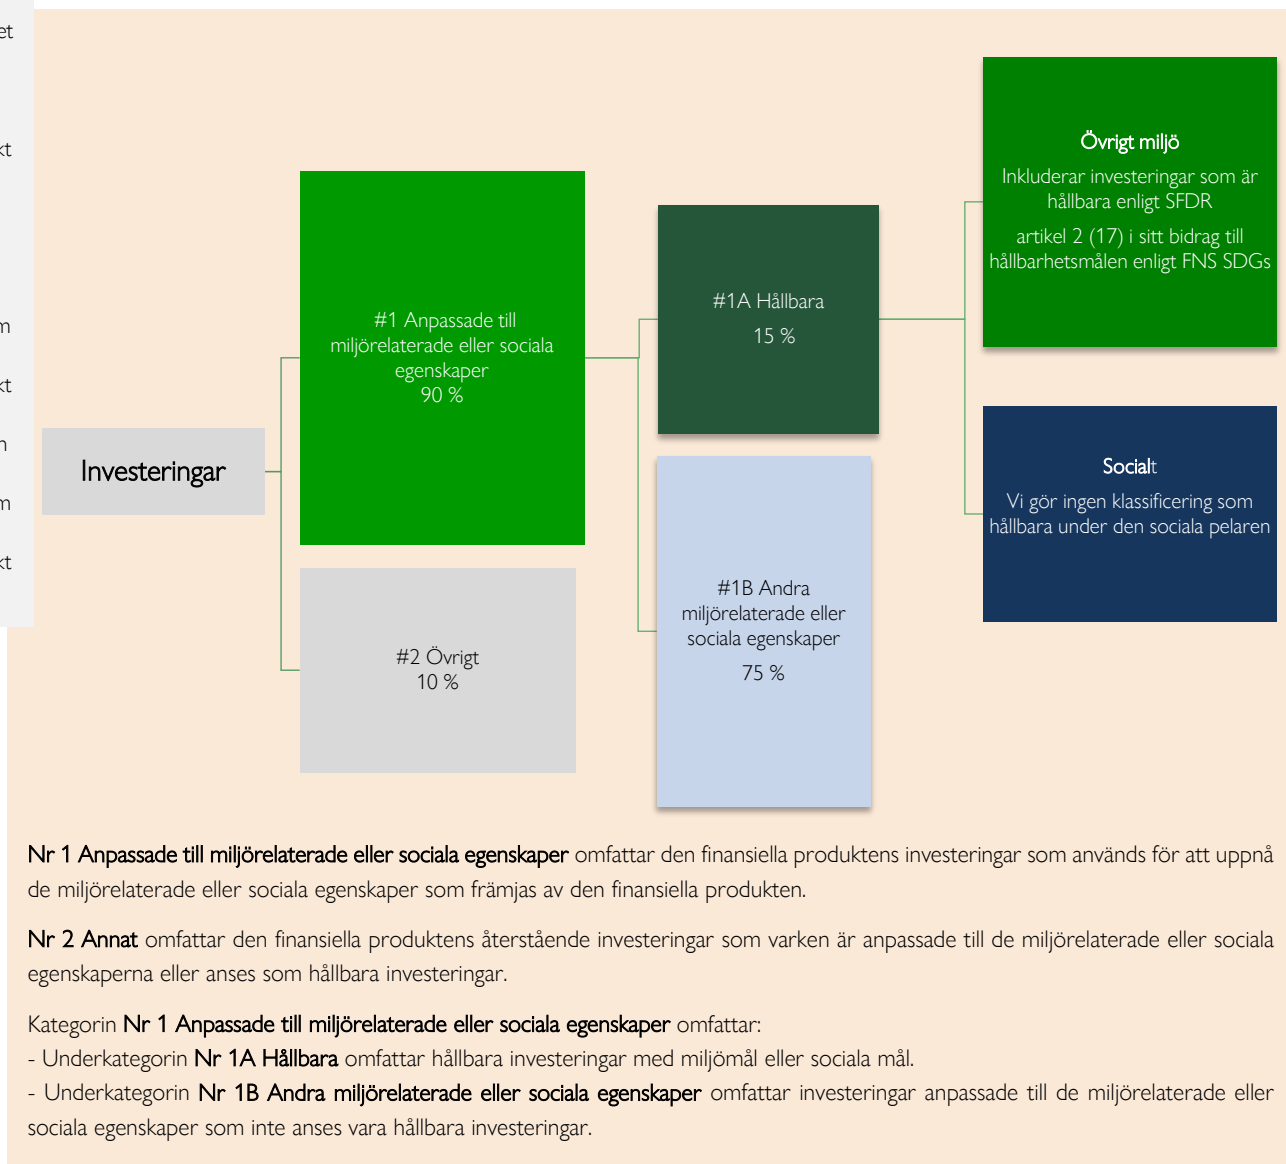 et
kt
m
kt
n
m
kt
Investeringar
#1 Anpassade till
miljörelaterade eller sociala
egenskaper
90 %
#2 Övrigt
10 %
#1A Hållbara
15 %
#1B Andra
miljörelaterade eller
sociala egenskaper
75 %
Övrigt miljö
Inkluderar investeringar som är
hållbara enligt SFDR
artikel 2 (17) i sitt bidrag till
hållbarhetsmålen enligt FNS SDGs
Socialt
Vi gör ingen klassificering som
hållbara under den sociala pelaren
Nr 1 Anpassade till miljörelaterade eller sociala egenskaper omfattar den finansiella produktens investeringar som används för att uppnå
de miljörelaterade eller sociala egenskaper som främjas av den finansiella produkten.
Nr 2 Annat omfattar den finansiella produktens återstående investeringar som varken är anpassade till de miljörelaterade eller sociala
egenskaperna eller anses som hållbara investeringar.
Kategorin Nr 1 Anpassade till miljörelaterade eller sociala egenskaper omfattar:
- Underkategorin Nr 1A Hållbara omfattar hållbara investeringar med miljömål eller sociala mål.
- Underkategorin Nr 1B Andra miljörelaterade eller sociala egenskaper omfattar investeringar anpassade till de miljörelaterade eller
sociala egenskaper som inte anses vara hållbara investeringar.